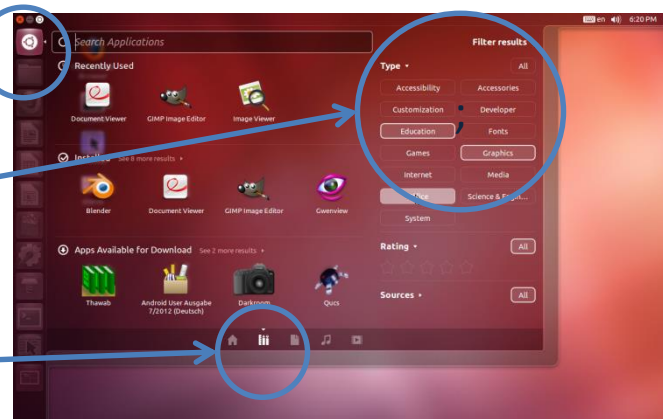 en 6:20 PM
Search Applications
Filter results
Recently Used
Type
All
Accessibility
Accessories
Document Viewer
GIMP Image Editor
Image Viewer
Customization
Developer
Education
Fonts
Installed See 8 more results
Games
Graphics
Internet
Media
Science & Engi...
Blender
Document Viewer
GIMP Image Editor
Gwenview
System
Apps Available for Download See 2 more results
Rating
All
Thawab
Android User Ausgabe
7/2012 (Deutsch)
Darkroom
Qucs
Sources
All